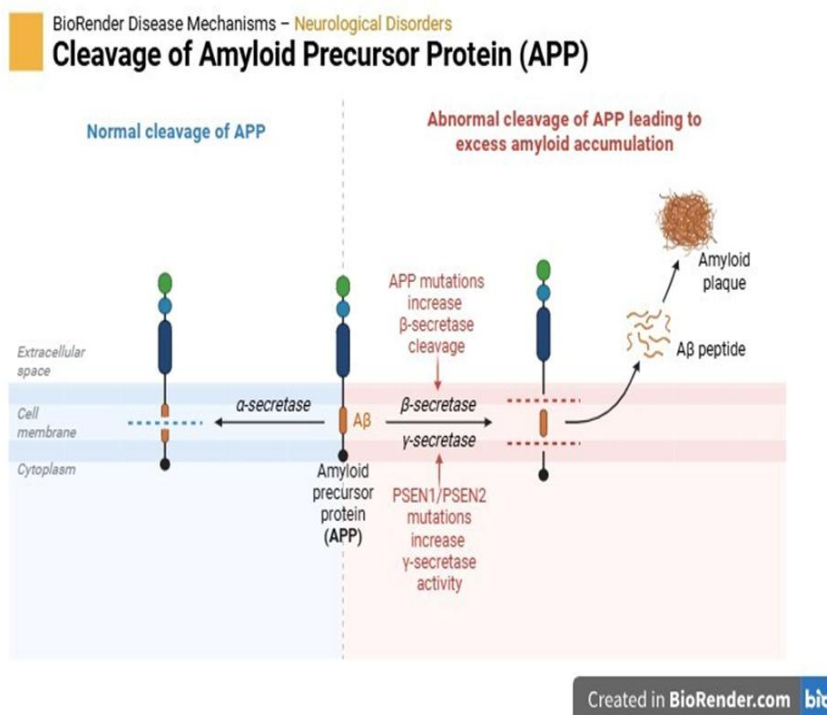 BioRender Disease Mechanisms – Neurological Disorders
Cleavage of Amyloid Precursor Protein (APP)
Normal cleavage of APP
Abnormal cleavage of APP leading to
excess amyloid accumulation
Amyloid
plaque
APP mutations
increase
β-secretase
cleavage
Aβ peptide
Extracellular
space
Cell
membrane
Cytoplasm
α-secretase
Aβ
β-secretase
γ-secretase
Amyloid
precursor
protein
(APP)
PSEN1/PSEN2
mutations
increase
γ-secretase
activity
Created in BioRender.com bio